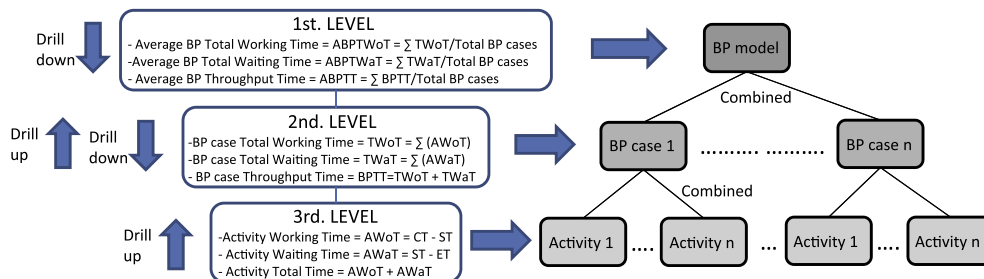 1st. LEVEL
- Average BP Total Working Time = ABPTWoT = ∑ TWoT/Total BP cases
-Average BP Total Waiting Time = ABPTWaT = ∑ TWaT/Total BP cases
- Average BP Throughput Time = ABPTT = ∑ BPTT/Total BP cases
Drill
down
BP model
Combined
2nd. LEVEL
-BP case Total Working Time = TWoT = ∑ (AWoT)
-BP case Total Waiting Time = TWaT = ∑ (AWaT)
- BP case Throughput Time = BPTT=TWoT + TWaT
Drill
up
Drill
down
BP case 1
.......... ..........
BP case n
Combined
3rd. LEVEL
-Activity Working Time = AWoT = CT - ST
- Activity Waiting Time = AWaT = ST - ET
- Activity Total Time = AWoT + AWaT
Drill
up
Activity 1
....
Activity n
...
Activity 1
....
Activity n